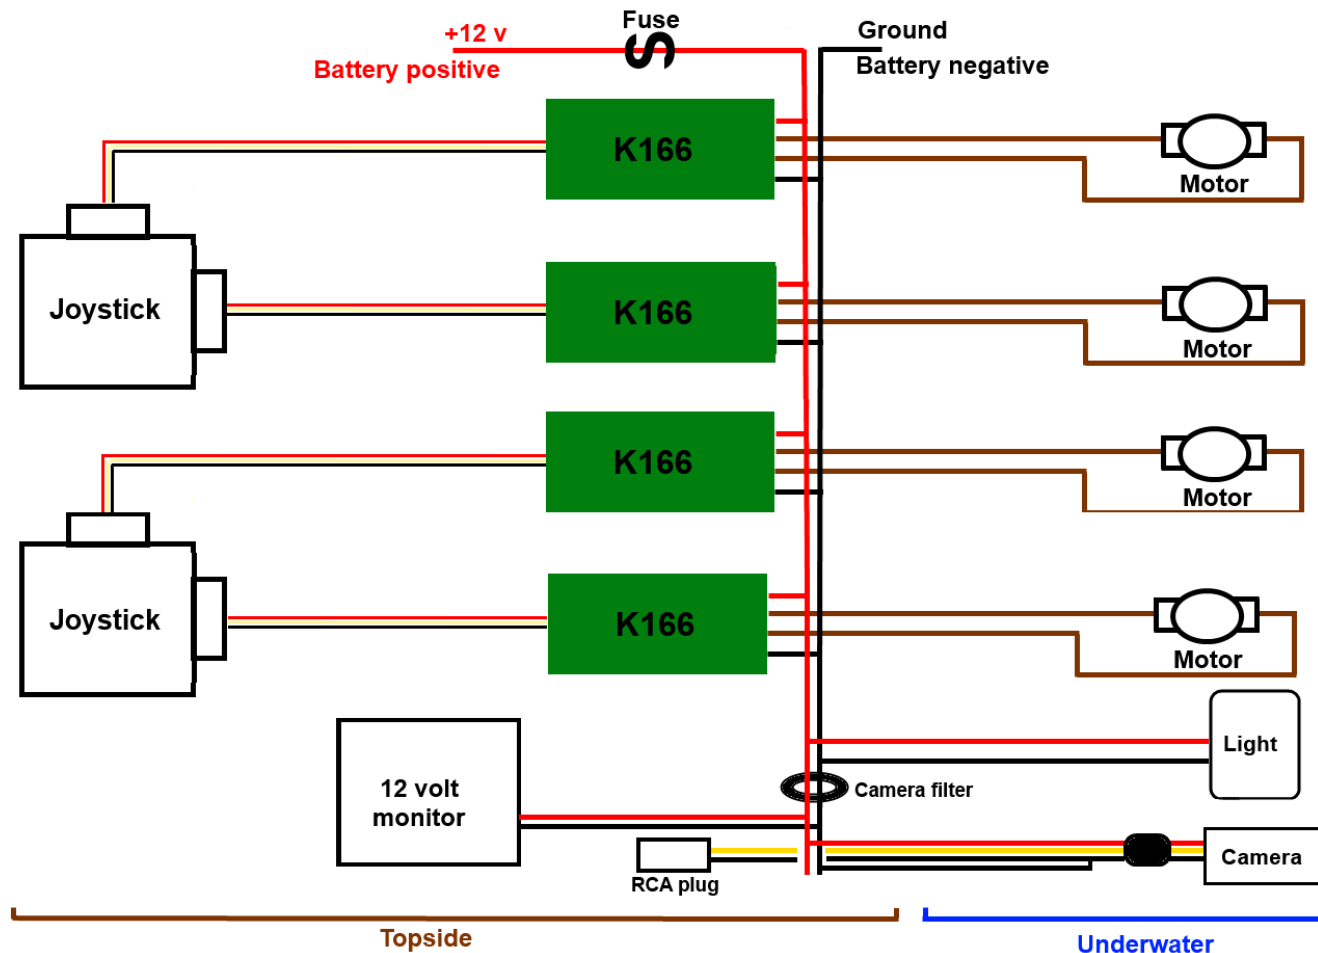 Fuse
+12 v
Battery positive
Ground
Battery negative
K166
Motor
Joystick
K166
Motor
K166
Motor
Joystick
K166
Motor
Light
12 volt
monitor
Camera filter
RCA plug
Camera
Topside
Underwater